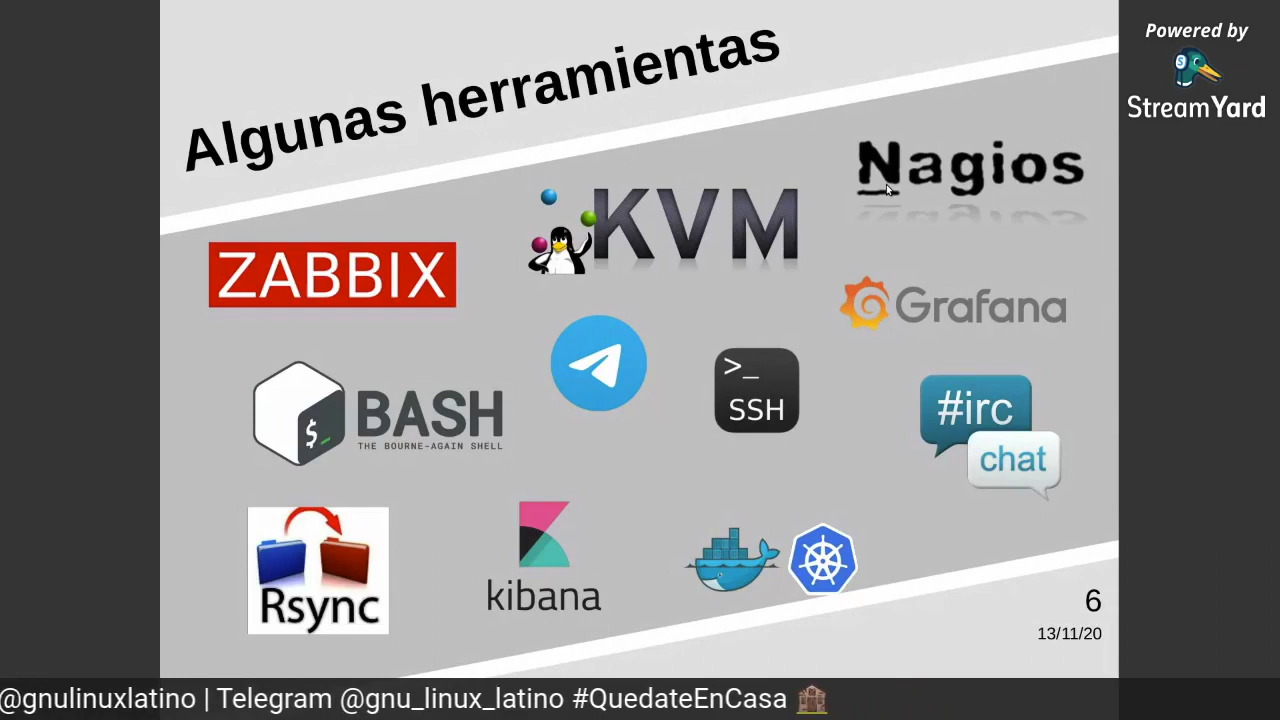 Algunas herramientas
Powered by
StreamYard
Nagios
KVM
ZABBIX
Grafana
>_
SSH
#irc
chat
$_
BASH
THE BOURNE-AGAIN SHELL
Rsync
kibana
6
13/11/20
@gnulinuxlatino | Telegram @gnu_linux_latino #QuedateEnCasa